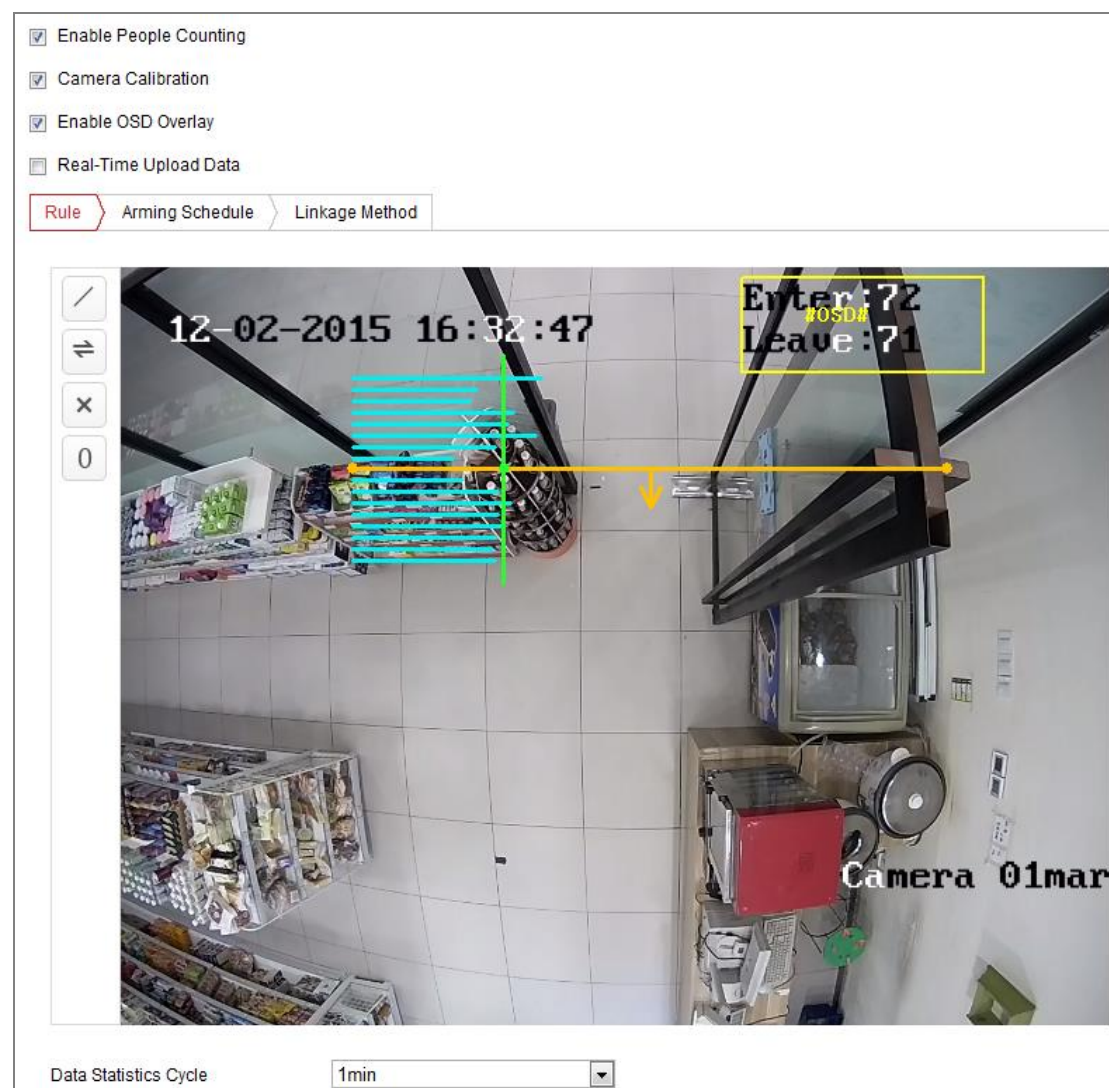 Enable People Counting
Camera Calibration
Enable OSD Overlay
Real-Time Upload Data
Rule
Arming Schedule
Linkage Method
0
12-02-2015 16:32:47
Enter:72
#OSD#
Leave:71
Camera 01mar
Data Statistics Cycle
1min